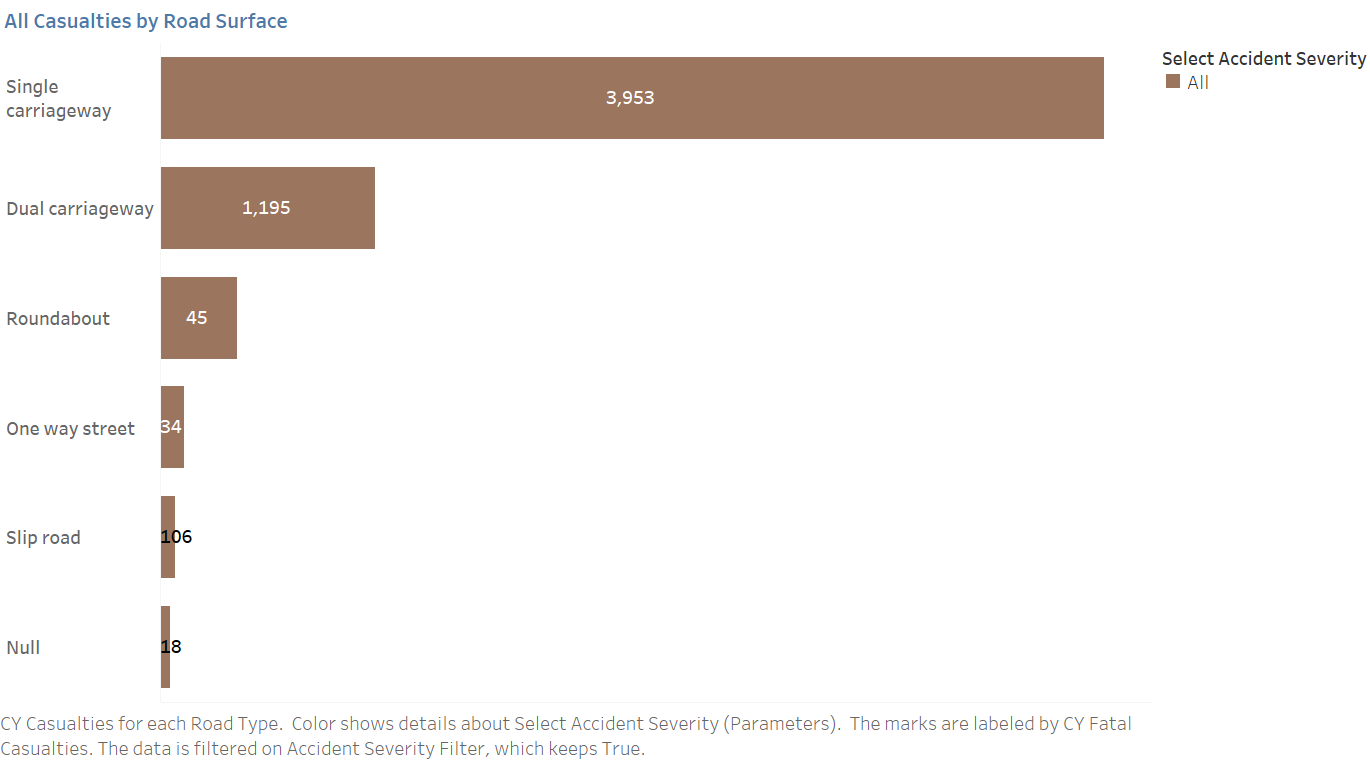 All Casualties by Road Surface
Select Accident Severity
All
Single
carriageway
3,953
Dual carriageway
1,195
Roundabout
45
One way street
34
Slip road
106
Null
18
CY Casualties for each Road Type.  Color shows details about Select Accident Severity (Parameters).  The marks are labeled by CY Fatal
Casualties. The data is filtered on Accident Severity Filter, which keeps True.